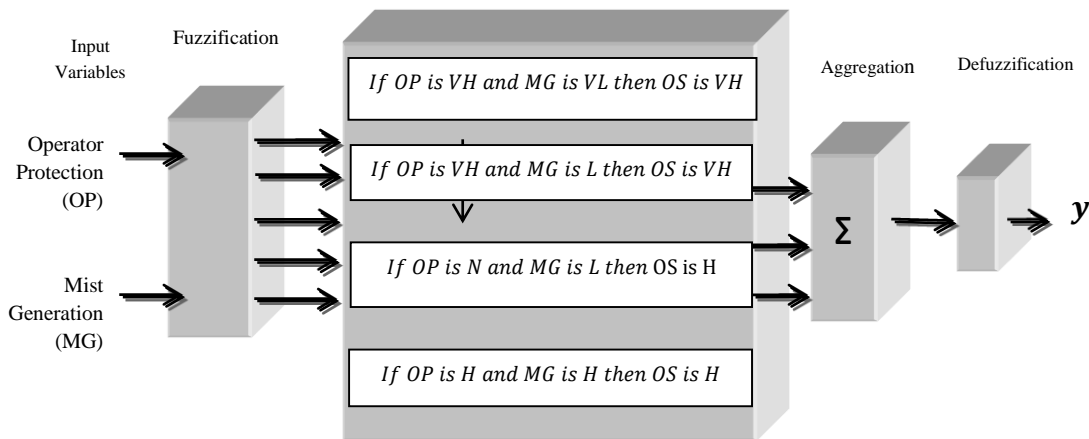 Input
Variables
Fuzzification
Operator
Protection
(OP)
Mist
Generation
(MG)
If OP is VH and MG is VL then OS is VH
If OP is VH and MG is L then OS is VH
If OP is N and MG is L then OS is H
If OP is H and MG is H then OS is H
Aggregation
Σ
Defuzzification
y